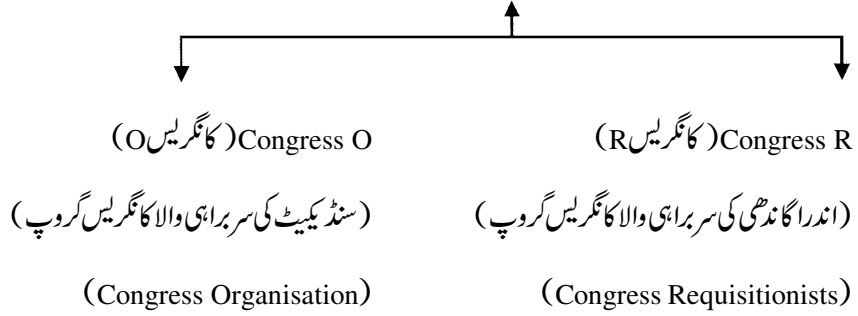 Congress R (کانگریس R)
(اندرا گاندھی کی سربراہی والا کانگریس گروپ)
(Congress Requisitionists)
Congress O (کانگریس O)
(سنڈیکیٹ کی سربراہی والا کانگریس گروپ)
(Congress Organisation)